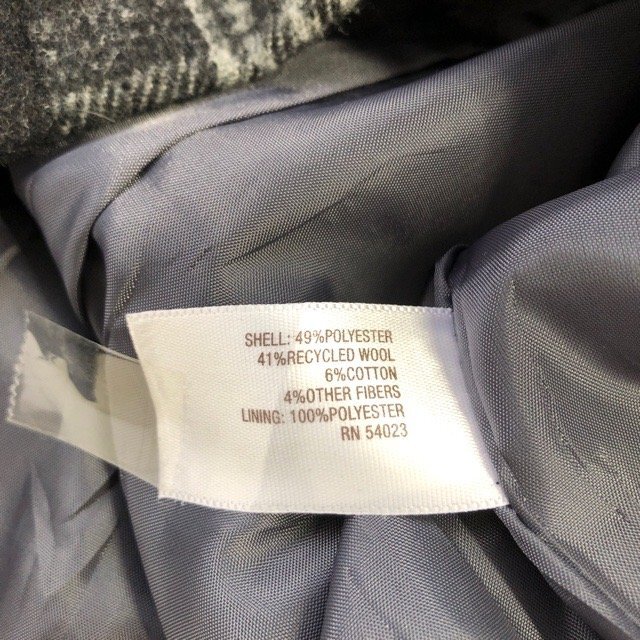 SHELL: 49%POLYESTER
41%RECYCLED WOOL
6%COTTON
4%OTHER FIBERS
LINING: 100%POLYESTER
RN 54023